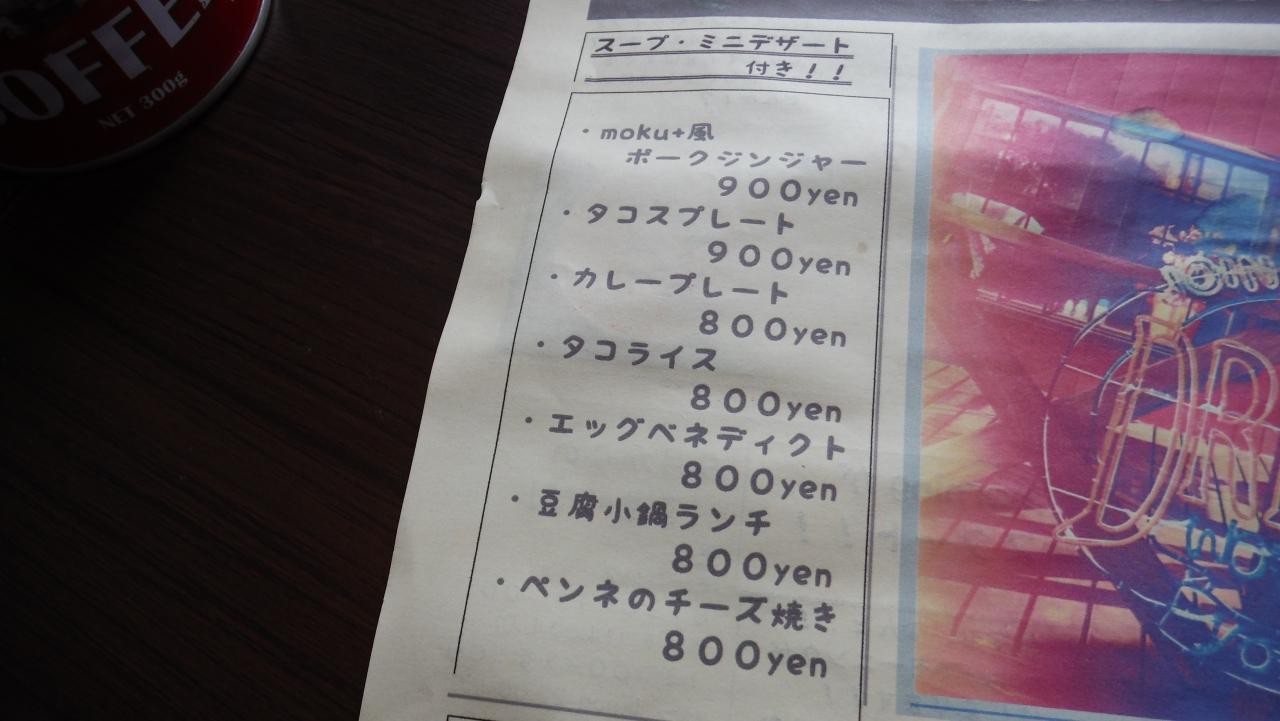 COFFEE
NET 300g
スープ・ミニデザート
付き！！
・moku+風
ポークジンジャー
９００yen
・タコスプレート
９００yen
・カレープレート
８００yen
・タコライス
８００yen
・エッグベネディクト
８００yen
・豆腐小鍋ランチ
８００yen
・ペンネのチーズ焼き
８００yen